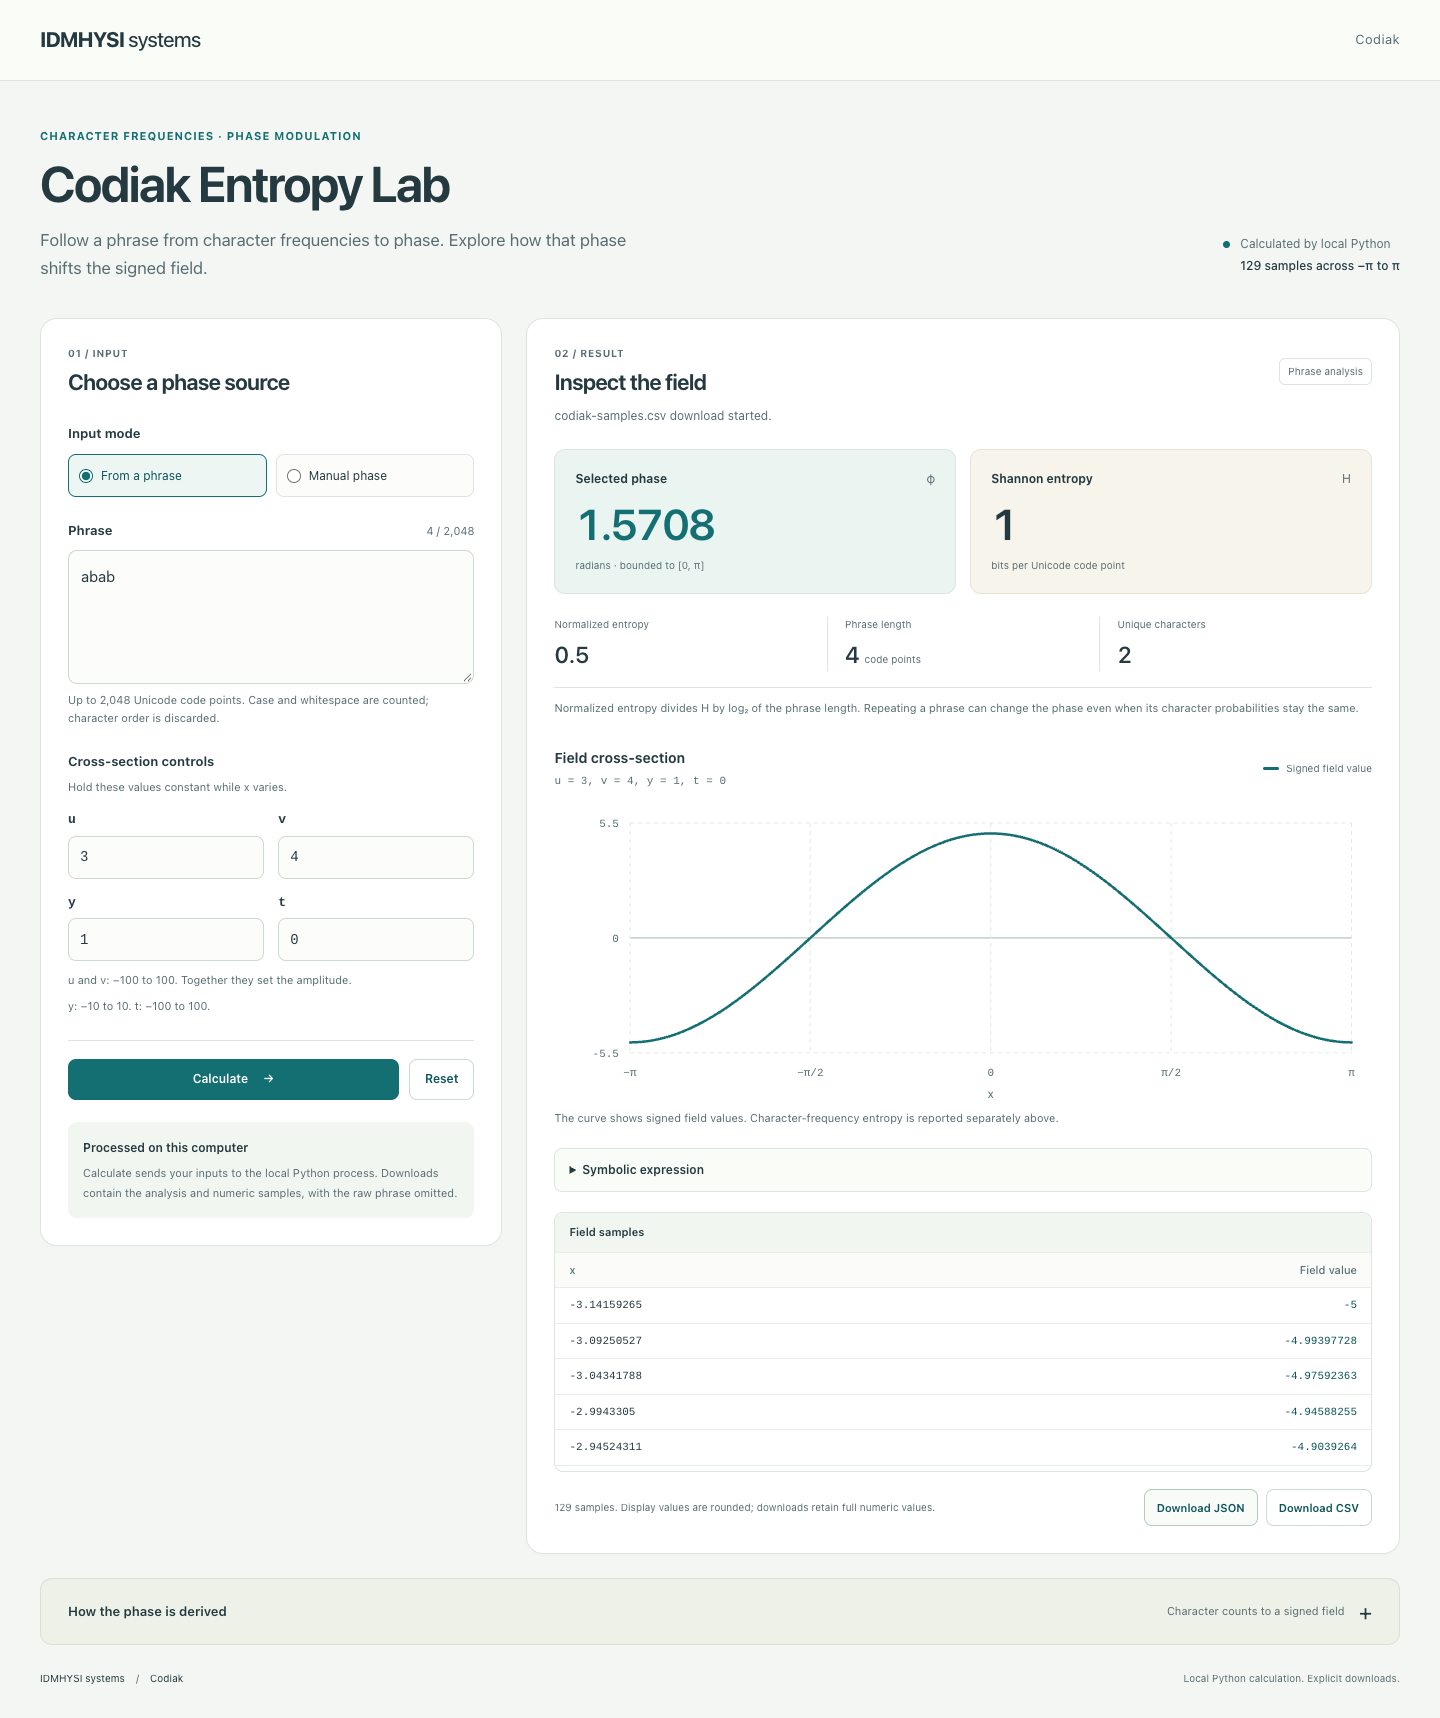 IDMHYSI systems
Codiak
CHARACTER FREQUENCIES · PHASE MODULATION
Codiak Entropy Lab
Follow a phrase from character frequencies to phase. Explore how that phase
shifts the signed field.
Calculated by local Python
129 samples across −π to π
01 / INPUT
Choose a phase source
Input mode
From a phrase
Manual phase
Phrase
4 / 2,048
abab
Up to 2,048 Unicode code points. Case and whitespace are counted;
character order is discarded.
Cross-section controls
Hold these values constant while x varies.
u
v
3
4
y
t
1
0
u and v: −100 to 100. Together they set the amplitude.
y: −10 to 10. t: −100 to 100.
Calculate →
Reset
Processed on this computer
Calculate sends your inputs to the local Python process. Downloads
contain the analysis and numeric samples, with the raw phrase omitted.
02 / RESULT
Inspect the field
Phrase analysis
codiak-samples.csv download started.
Selected phase
ϕ
1.5708
radians · bounded to [0, π]
Shannon entropy
H
1
bits per Unicode code point
Normalized entropy
0.5
Phrase length
4 code points
Unique characters
2
Normalized entropy divides H by log₂ of the phrase length. Repeating a phrase can change the phase even when its character probabilities stay the same.
Field cross-section
u = 3, v = 4, y = 1, t = 0
Signed field value
5.5
0
-5.5
−π
−π/2
0
π/2
π
x
The curve shows signed field values. Character-frequency entropy is reported separately above.
Symbolic expression
Field samples
x
Field value
-3.14159265
-5
-3.09250527
-4.99397728
-3.04341788
-4.97592363
-2.9943305
-4.94588255
-2.94524311
-4.9039264
129 samples. Display values are rounded; downloads retain full numeric values.
Download JSON
Download CSV
How the phase is derived
Character counts to a signed field +
IDMHYSI systems / Codiak
Local Python calculation. Explicit downloads.